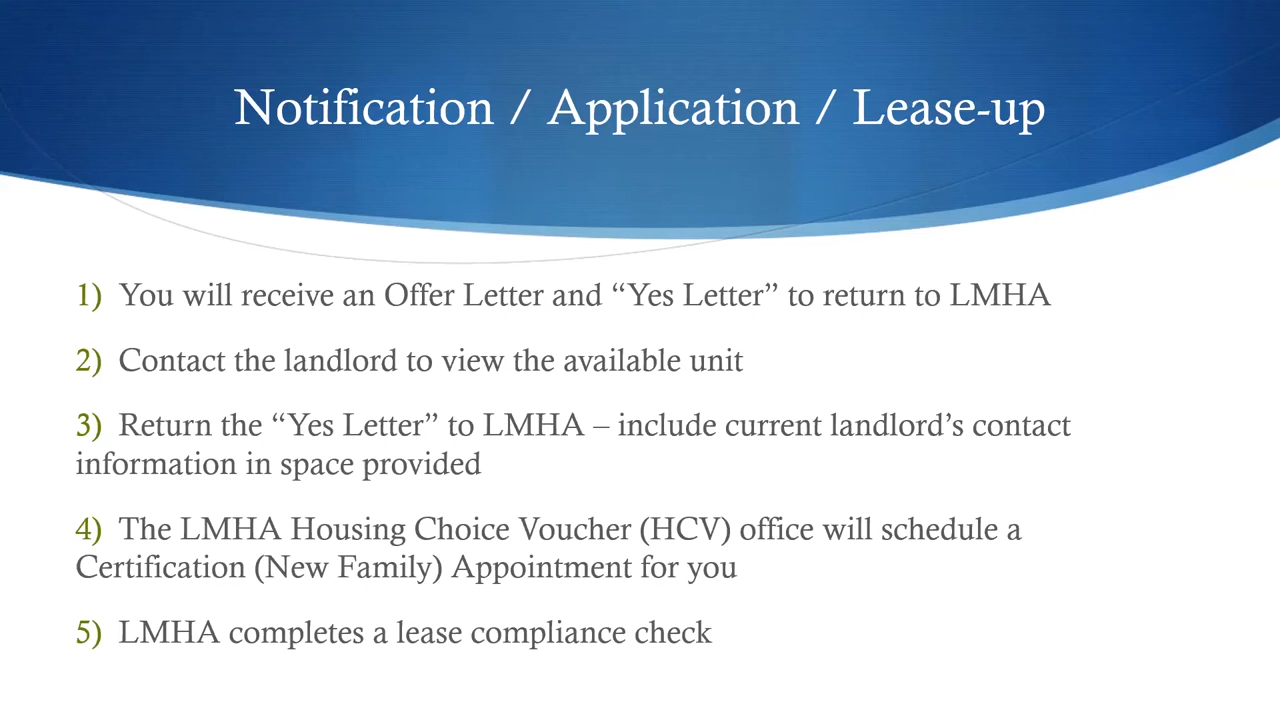 Notification / Application / Lease-up
1) You will receive an Offer Letter and “Yes Letter” to return to LMHA
2) Contact the landlord to view the available unit
3) Return the “Yes Letter” to LMHA – include current landlord’s contact
information in space provided
4) The LMHA Housing Choice Voucher (HCV) office will schedule a
Certification (New Family) Appointment for you
5) LMHA completes a lease compliance check